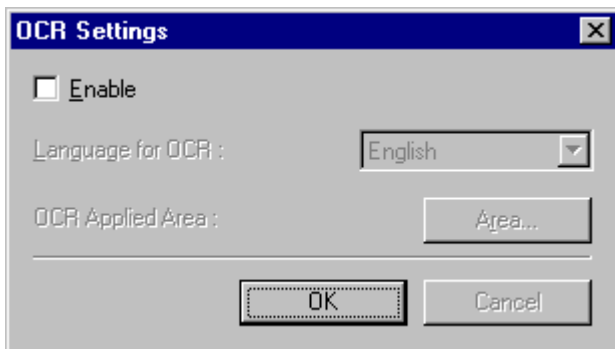 OCR Settings
Enable
Language for OCR : English
OCR Applied Area : Area...
OK Cancel